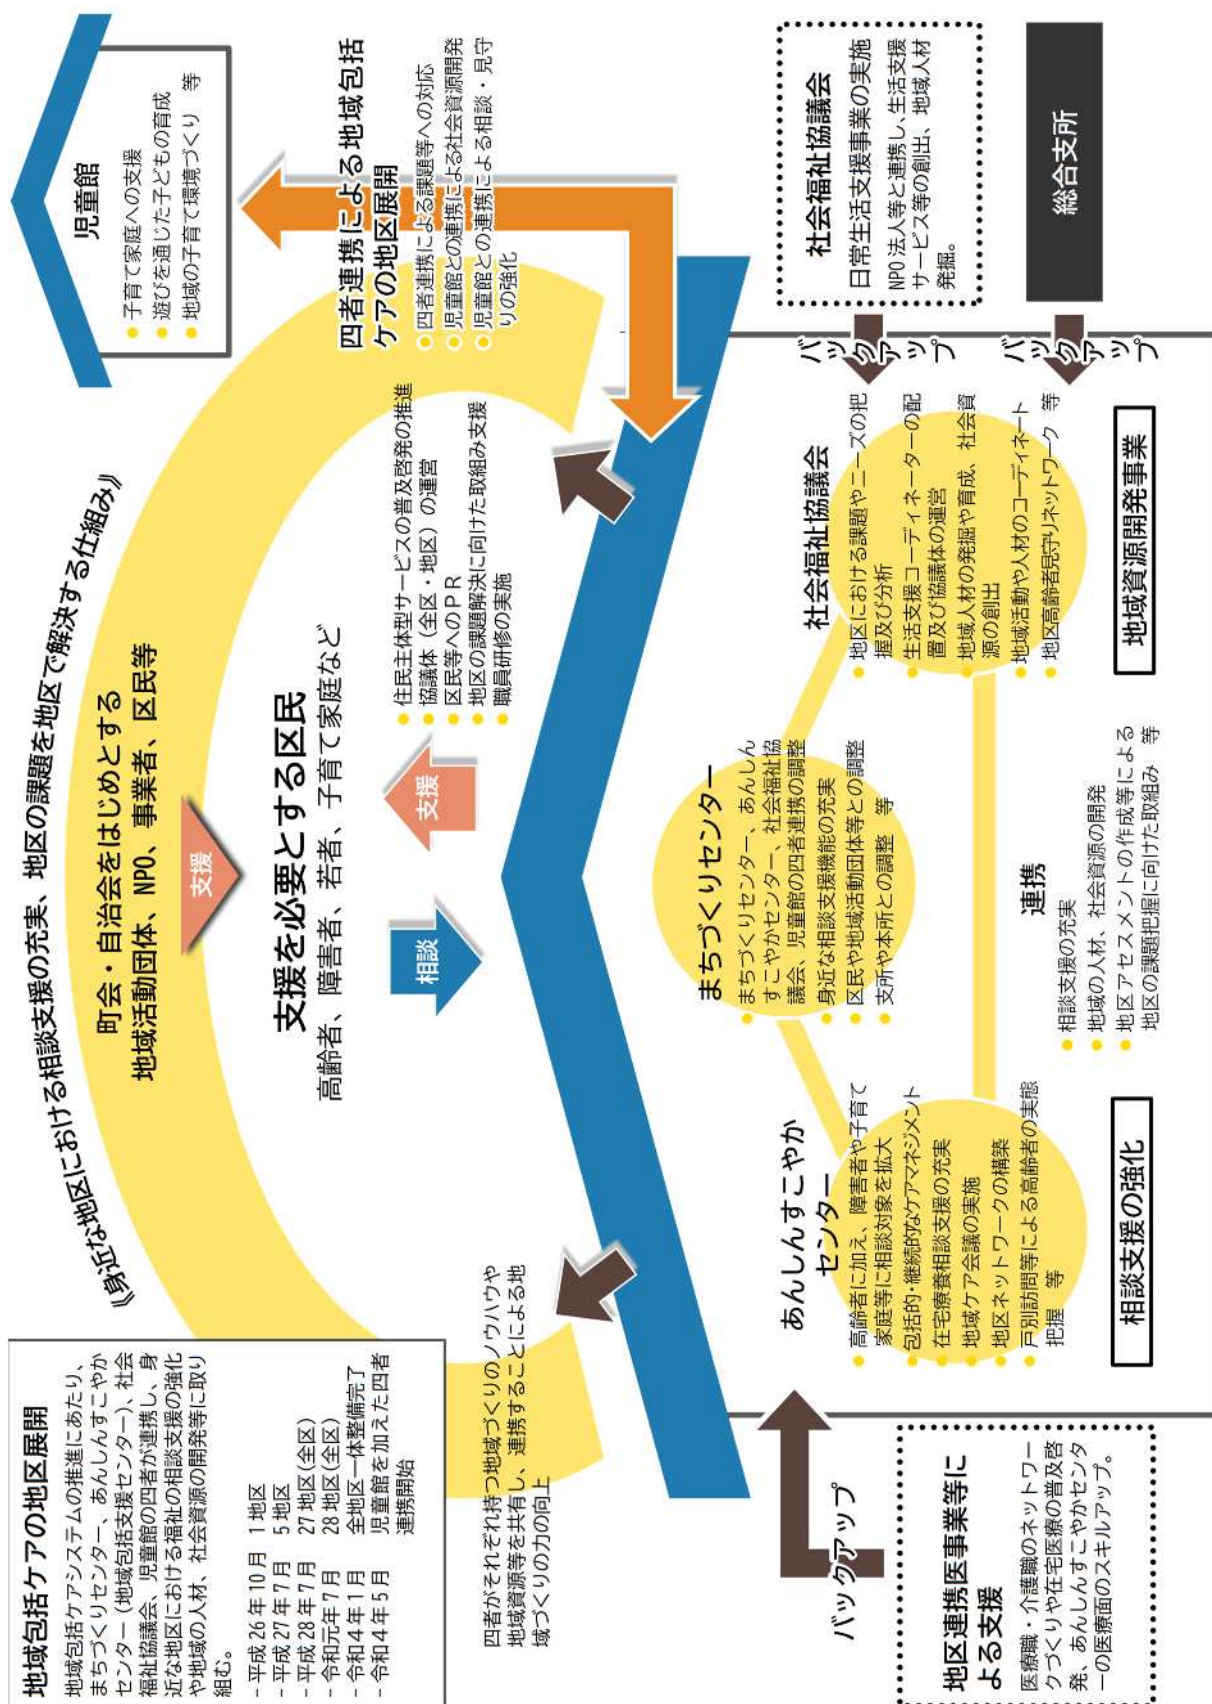 地域包括ケアの地区展開
地域包括ケアシステムの推進にあたり、
まちづくりセンター、あんしんすこやか
センター（地域包括支援センター）、社会
福祉協議会、児童館の四者が連携し、身
近な地区における福祉の相談支援の強化
や地域の人材、社会資源の開発等に取り
組む。
- 平成 26 年 10 月　1 地区
- 平成 27 年 7 月　5 地区
- 平成 28 年 7 月　27 地区(全区)
- 令和元年 7 月　28 地区(全区)
- 令和４年 1 月　全地区一体整備完了
- 令和４年 5 月　児童館を加えた四者
連携開始
《身近な地区における相談支援の充実、地区の課題を地区で解決する仕組み》
町会・自治会をはじめとする
地域活動団体、NPO、事業者、区民等
支援
支援を必要とする区民
高齢者、障害者、若者、子育て家庭など
相談
支援
児童館
● 子育て家庭への支援
● 遊びを通じた子どもの育成
● 地域の子育て環境づくり　等
四者連携による地域包括
ケアの地区展開
○ 四者連携による課題等への対応
○ 児童館との連携による社会資源開発
○ 児童館との連携による相談・見守
りの強化
● 住民主体型サービスの普及啓発の推進
● 協議体（全区・地区）の運営
● 区民等へのＰＲ
● 地区の課題解決に向けた取組み支援
● 職員研修の実施
四者がそれぞれ持つ地域づくりのノウハウや
地域資源等を共有し、連携することによる地
域づくりの力の向上
まちづくりセンター
● まちづくりセンター、あんしん
すこやかセンター、社会福祉協
議会、児童館の四者連携の調整
● 身近な相談支援機能の充実
● 区民や地域活動団体等との調整
● 支所や本所との調整　等
あんしんすこやか
センター
● 高齢者に加え、障害者や子育て
家庭等に相談対象を拡大
● 包括的・継続的なケアマネジメント
● 在宅療養相談支援の充実
● 地域ケア会議の実施
● 地区ネットワークの構築
● 戸別訪問等による高齢者の実態
把握　等
相談支援の強化
連携
● 相談支援の充実
● 地域の人材、社会資源の開発
● 地区アセスメントの作成等による
地区の課題把握に向けた取組み　等
社会福祉協議会
● 地区における課題やニーズの把
握及び分析
● 生活支援コーディネーターの配
置及び協議体の運営
● 地域人材の発掘や育成、社会資
源の創出
● 地域活動や人材のコーディネート
● 地区高齢者見守りネットワーク　等
地域資源開発事業
バックアップ
地区連携医事業等に
よる支援
医療職・介護職のネットワー
クづくりや在宅医療の普及啓
発、あんしんすこやかセンタ
ーの医療面のスキルアップ。
バックアップ
社会福祉協議会
日常生活支援事業の実施
NPO 法人等と連携し、生活支援
サービス等の創出、地域人材
発掘。
バックアップ
総合支所